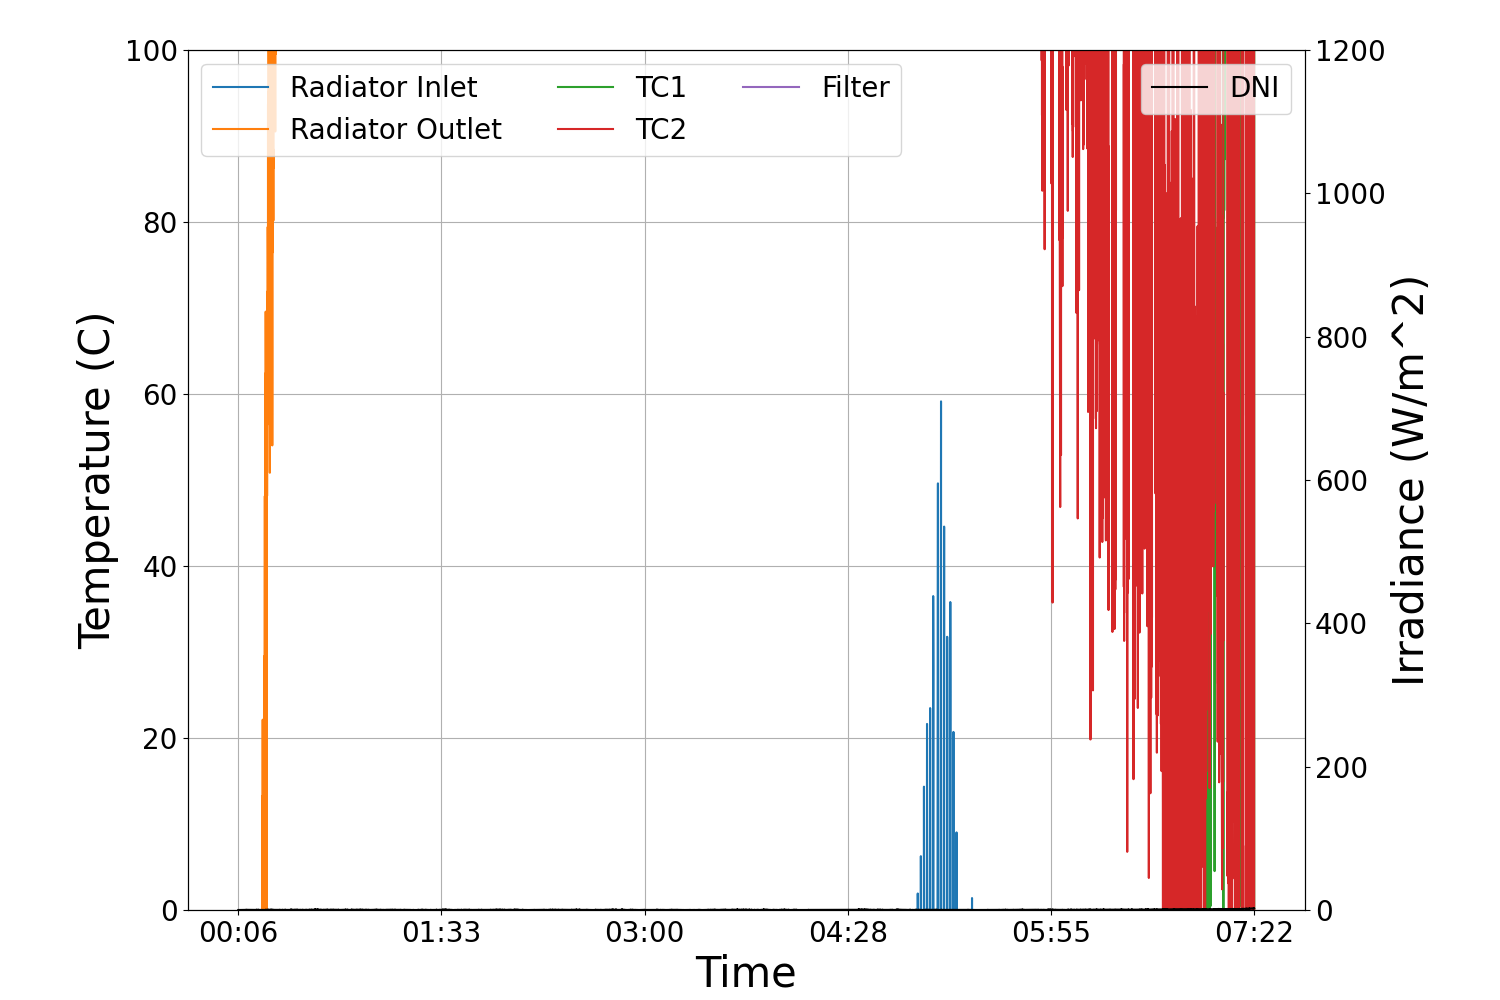 Radiator Inlet
Radiator Outlet
TC1
TC2
Filter
DNI
100
80
60
40
20
0
Temperature (C)
1200
1000
800
600
400
200
0
Irradiance (W/m^2)
00:06 01:33 03:00 04:28 05:55 07:22
Time